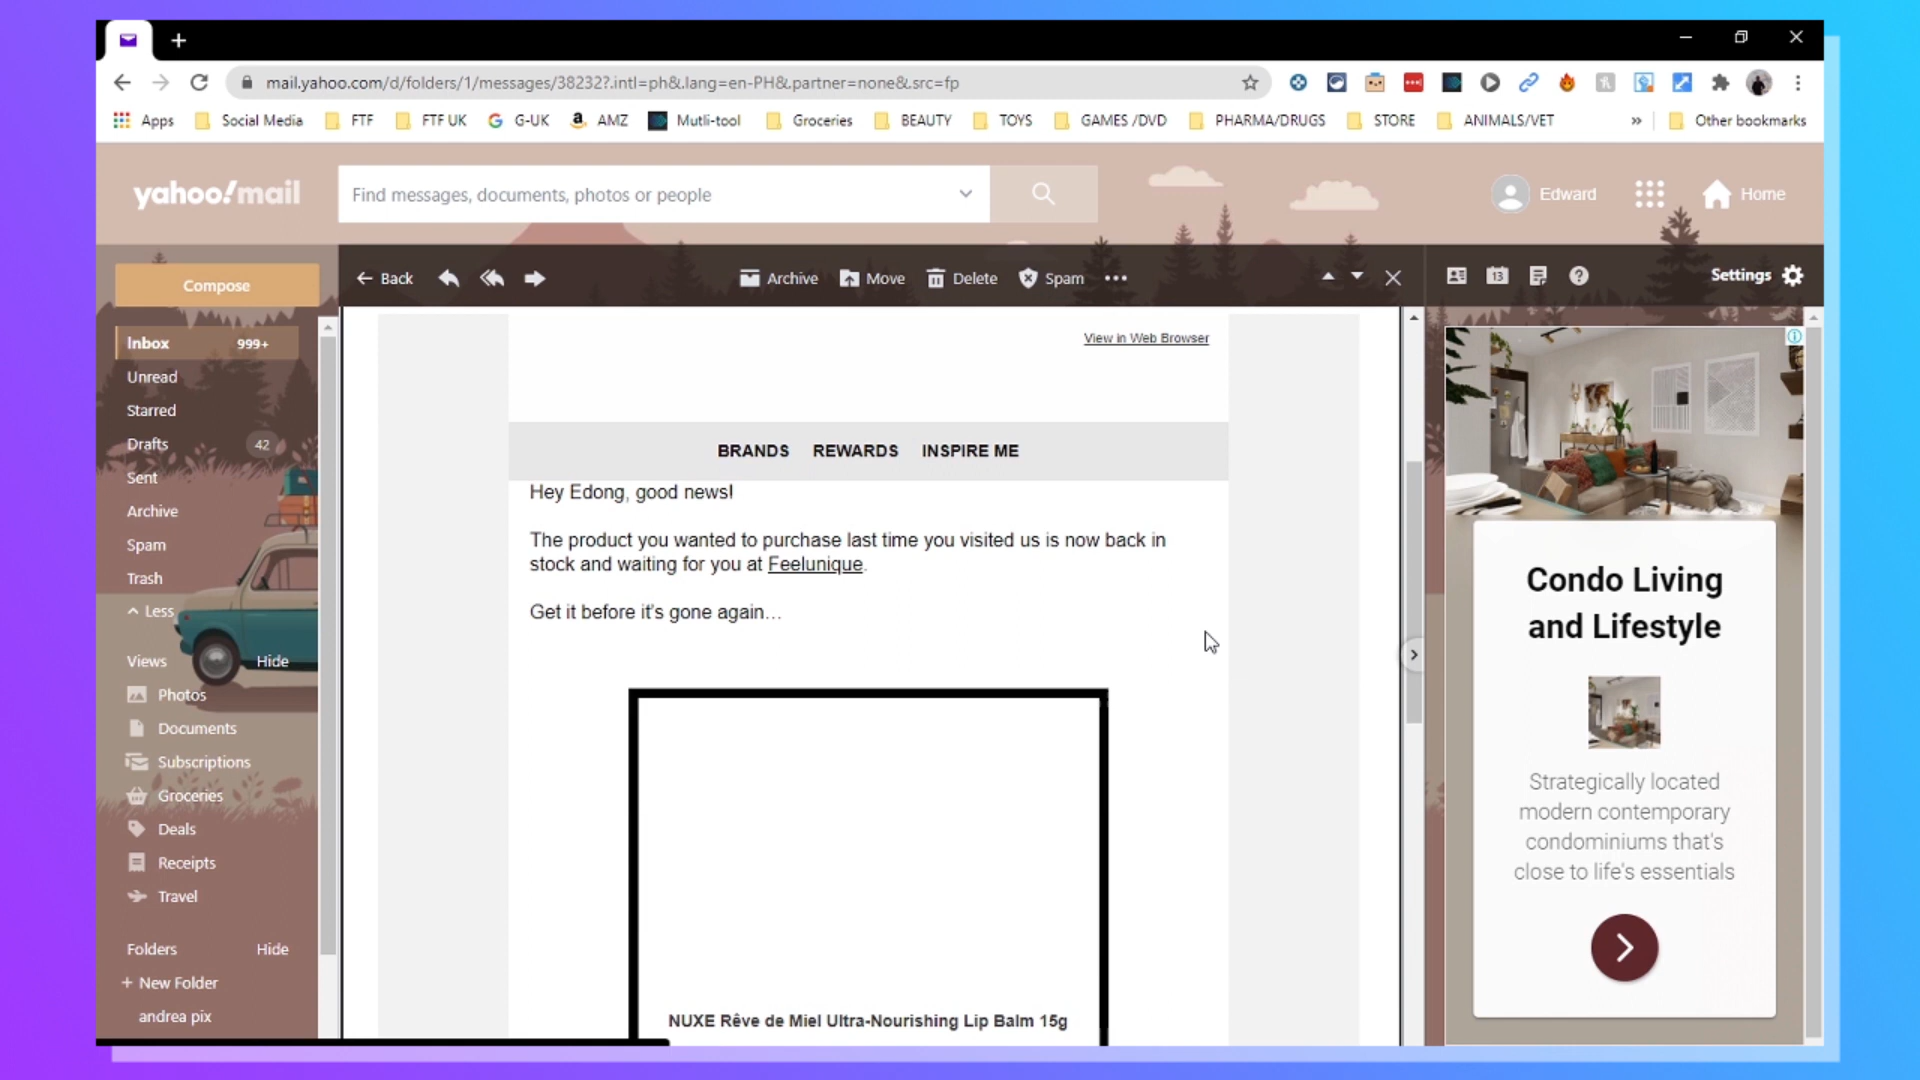 mail.yahoo.com/d/folders/1/messages/38232?.intl=ph&.lang=en-PH&.partner=none&.src=fp
Apps Social Media FTF FTF UK G-UK AMZ Mutli-tool Groceries BEAUTY TOYS GAMES /DVD PHARMA/DRUGS STORE ANIMALS/VET » Other bookmarks
yahoo!mail
Find messages, documents, photos or people
Edward
Home
Compose
Back
Archive Move Delete Spam
13
Settings
Inbox 999+
Unread
Starred
Drafts 42
Sent
Archive
Spam
Trash
Less
Views Hide
Photos
Documents
Subscriptions
Groceries
Deals
Receipts
Travel
Folders Hide
+ New Folder
andrea pix
View in Web Browser
BRANDS REWARDS INSPIRE ME
Hey Edong, good news!
The product you wanted to purchase last time you visited us is now back in
stock and waiting for you at Feelunique.
Get it before it's gone again…
NUXE Rêve de Miel Ultra-Nourishing Lip Balm 15g
Condo Living
and Lifestyle
Strategically located
modern contemporary
condominiums that's
close to life's essentials